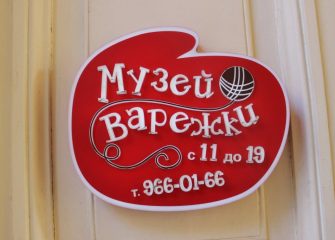 Музей
Варежки
с 11 до 19
т. 966-01-66